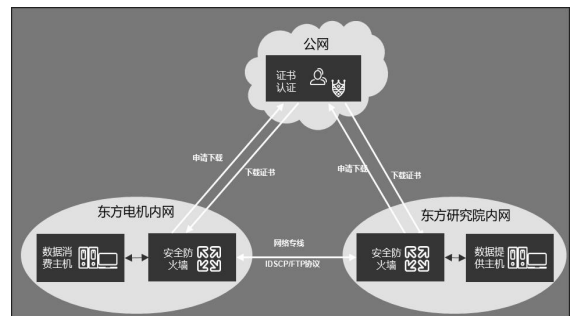 公网
证书
认证
申请下载
下载证书
申请下载
下载证书
东方电机内网
东方研究院内网
数据消
费主机
安全防
火墙
网络专线
IDSCP/FTP协议
安全防
火墙
数据提
供主机